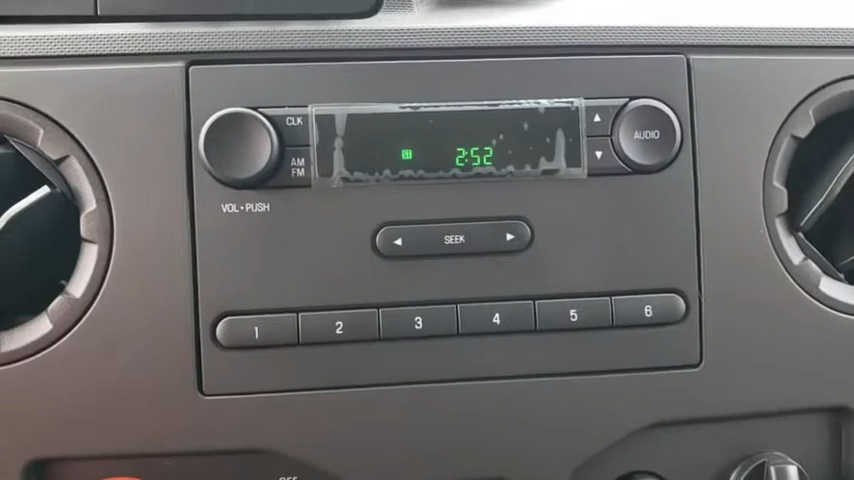 CLK
AM
FM
2:52
▲
▼
AUDIO
VOL•PUSH
◀ SEEK ▶
1 2 3 4 5 6